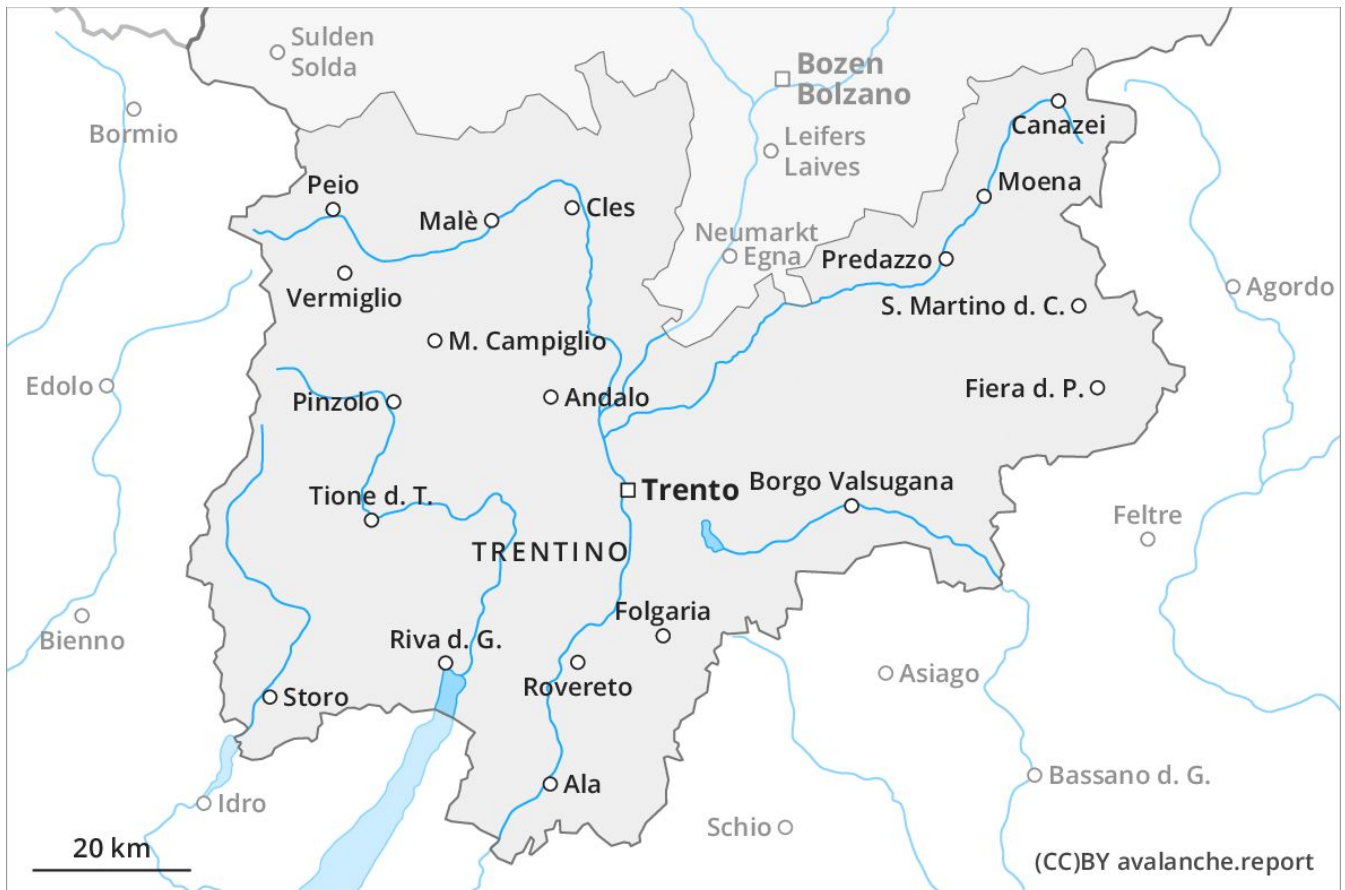 Sulden
Solda
Bozen
Bolzano
Bormio
Canazei
Leifers
Laives
Peio
Moena
Malè
Cles
Neumarkt
Egna
Predazzo
Vermiglio
Agordo
S. Martino d. C.
M. Campiglio
Edolo
Pinzolo
Andalo
Fiera d. P.
Trento
Borgo Valsugana
Tione d. T.
Feltre
TRENTINO
Folgaria
Bienno
Riva d. G.
Asiago
Rovereto
Storo
Bassano d. G.
Ala
Idro
Schio
20 km
(CC)BY avalanche.report